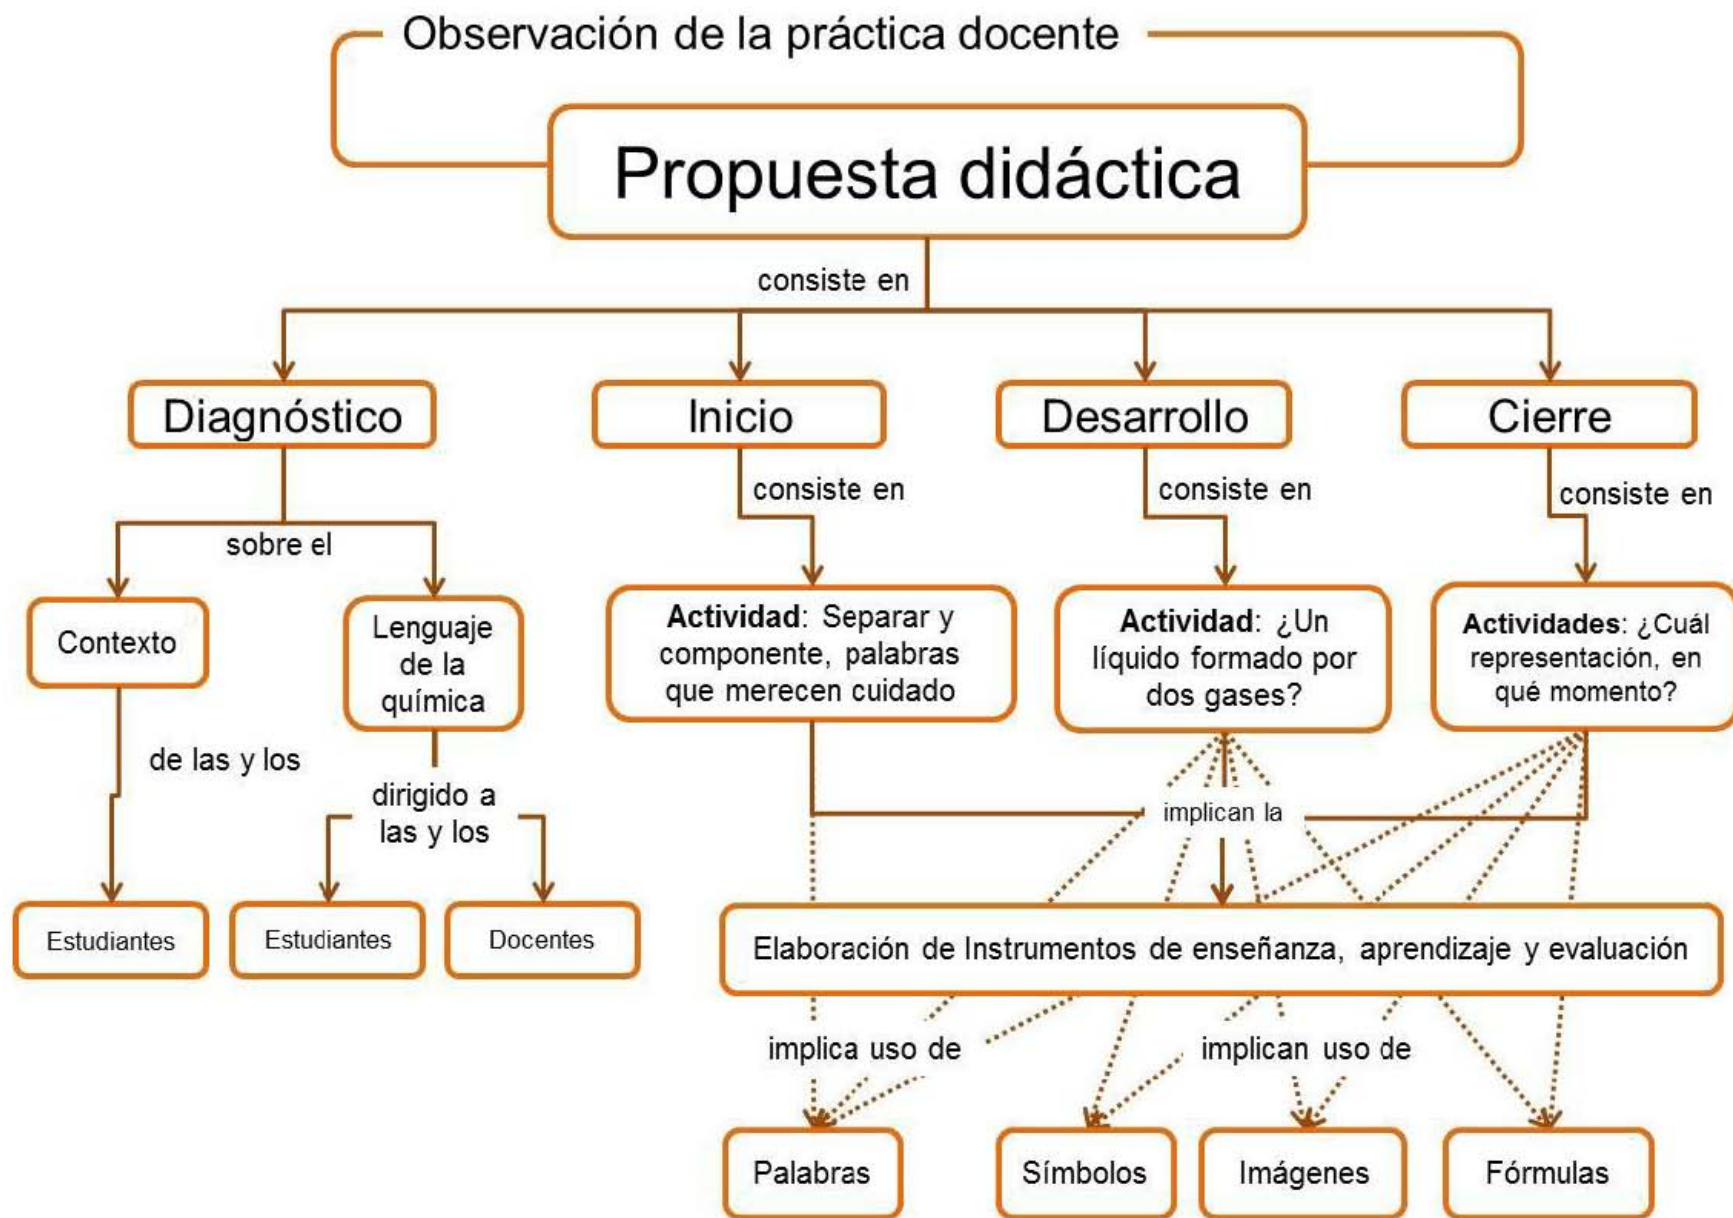 Observación de la práctica docente
Propuesta didáctica
consiste en
Diagnóstico
Inicio
Desarrollo
Cierre
consiste en
consiste en
consiste en
sobre el
Contexto
Lenguaje
de la
química
Actividad: Separar y
componente, palabras
que merecen cuidado
Actividad: ¿Un
líquido formado por
dos gases?
Actividades: ¿Cuál
representación, en
qué momento?
de las y los
dirigido a
las y los
implican la
Estudiantes
Estudiantes
Docentes
Elaboración de Instrumentos de enseñanza, aprendizaje y evaluación
implica uso de
implican uso de
Palabras
Símbolos
Imágenes
Fórmulas